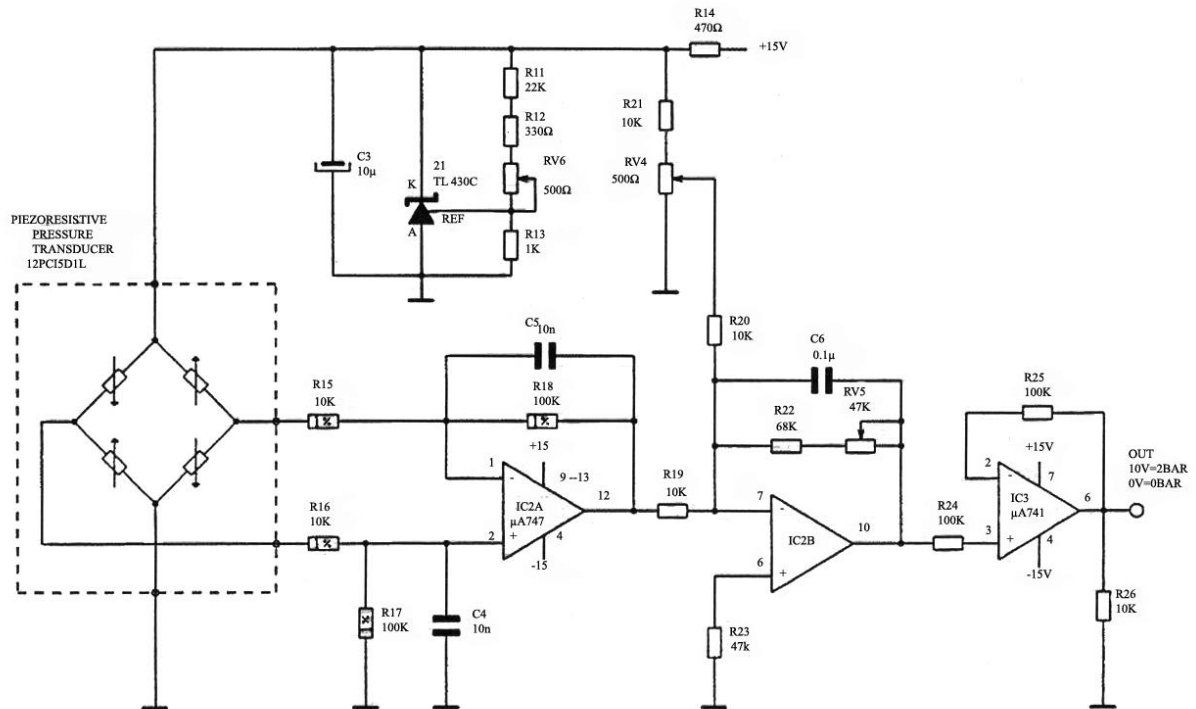 R14
470Ω
+15V
R11
22K
R12
330Ω
RV6
500Ω
R13
1K
C3
10μ
21
TL 430C
K
A
REF
R21
10K
RV4
500Ω
PIEZORESISTIVE
PRESSURE
TRANSDUCER
12PCI5D1L
R20
10K
C5
10n
R18
100K
%
R15
10K
%
C6
0.1μ
RV5
47K
R22
68K
R25
100K
+15
1
-
9 --13
IC2A
μA747
12
2
+
4
-15
R19
10K
7
-
IC2B
10
6
+
R16
10K
%
R17
100K
%
C4
10n
R23
47k
R24
100K
+15V
2
-
7
IC3
μA741
6
3
+
4
-15V
OUT
10V=2BAR
0V=0BAR
R26
10K